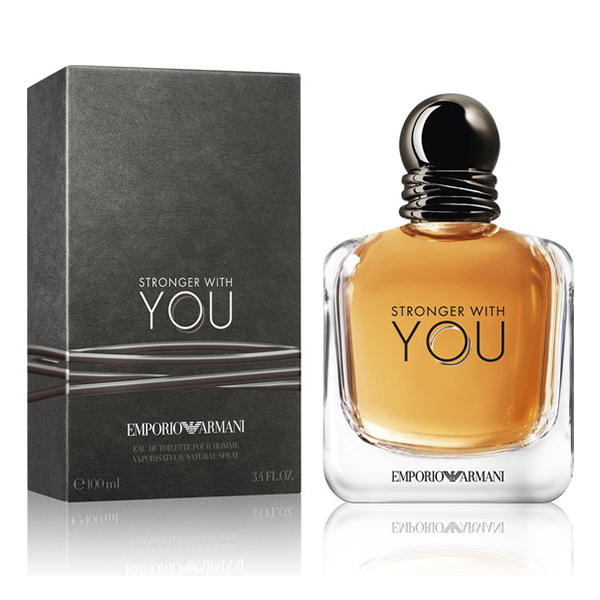 STRONGER WITH
YOU
EMPORIO ARMANI
EAU DE TOILETTE POUR HOMME
VAPORISATEUR NATURAL SPRAY
℮100 ml
3.4 FL.OZ.
STRONGER WITH
YOU
EMPORIO ARMANI